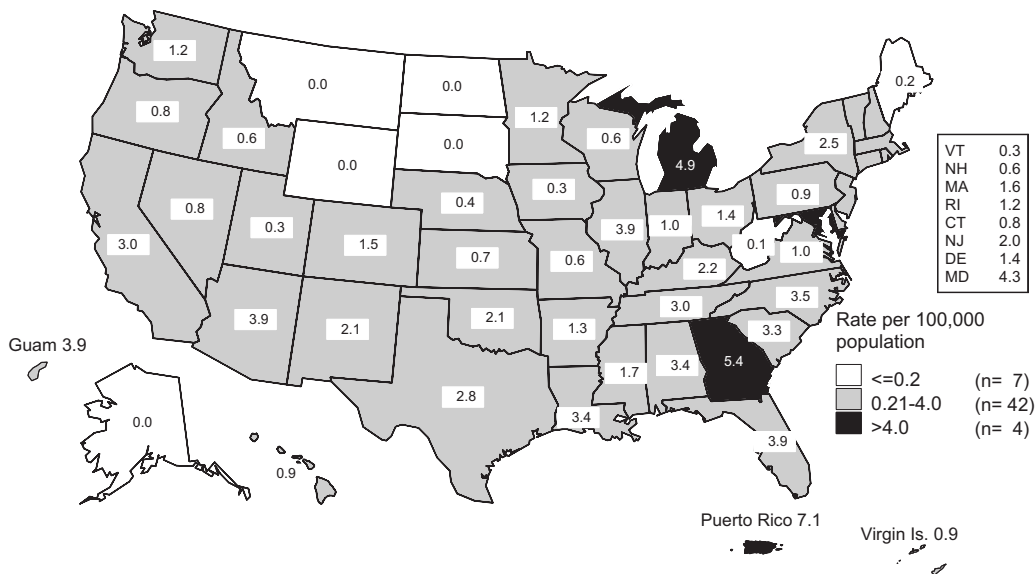 1.2
0.0
0.0
0.2
0.8
1.2
0.6
0.6
0.0
2.5
0.0
4.9
VT 0.3
NH 0.6
MA 1.6
RI 1.2
CT 0.8
NJ 2.0
DE 1.4
MD 4.3
0.3
0.4
0.9
0.8
1.4
0.3
3.9
1.0
3.0
1.5
0.1
1.0
0.7
0.6
2.2
3.5
3.0
3.9
2.1
2.1
1.3
3.3
Rate per 100,000
population
Guam 3.9
1.7
3.4
5.4
<=0.2 (n= 7)
2.8
0.21-4.0 (n= 42)
0.0
3.4
>4.0 (n= 4)
3.9
0.9
Puerto Rico 7.1
Virgin Is. 0.9